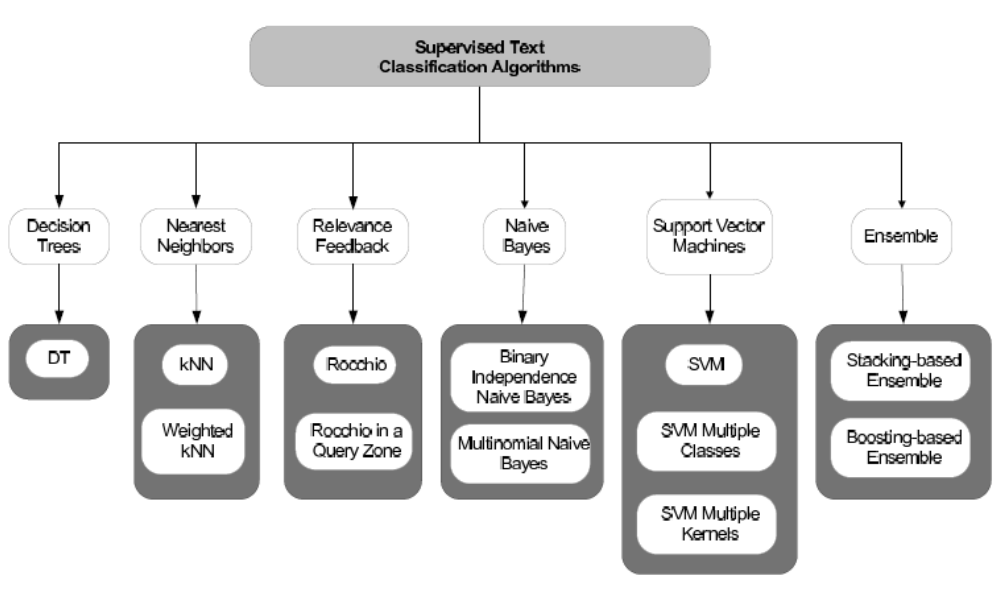 Supervised Text
Classification Algorithms
Decision
Trees
Nearest
Neighbors
Relevance
Feedback
Naive
Bayes
Support Vector
Machines
Ensemble
DT
kNN
Weighted
kNN
Rocchio
Rocchio in a
Query Zone
Binary
Independence
Naive Bayes
Multinomial Naive
Bayes
SVM
SVM Multiple
Classes
SVM Multiple
Kernels
Stacking-based
Ensemble
Boosting-based
Ensemble